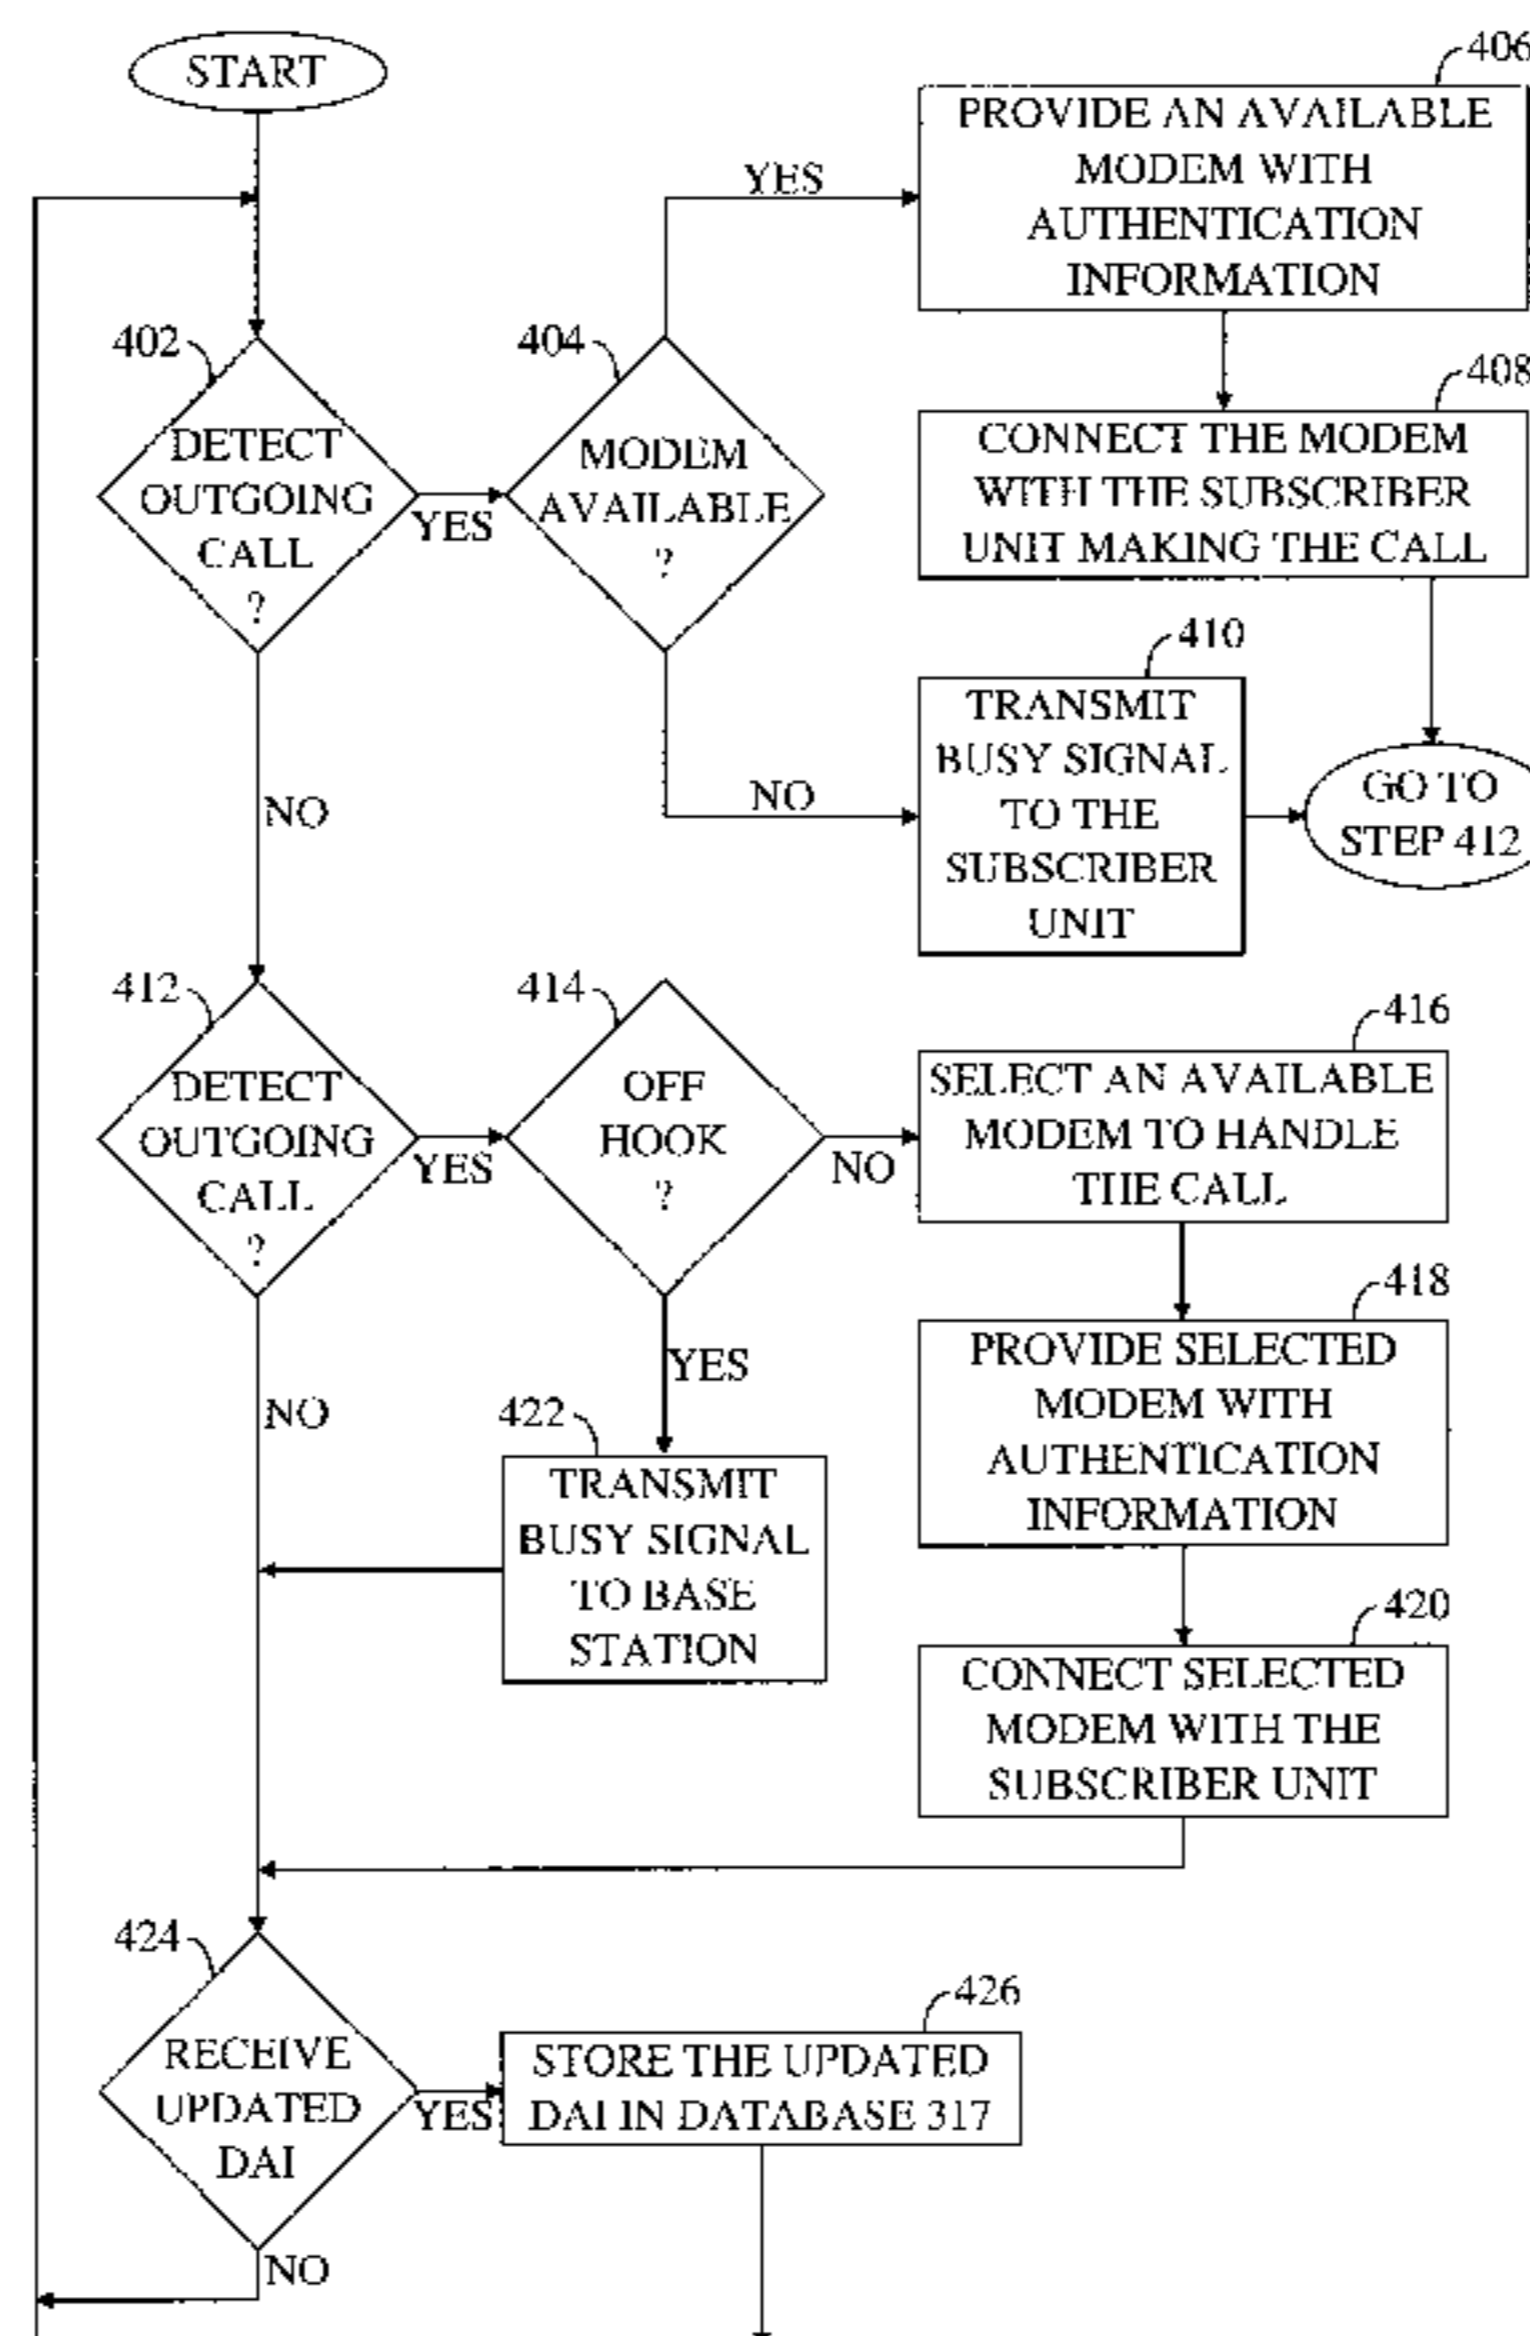 START
406
PROVIDE AN AVAILABLE
MODEM WITH
AUTHENTICATION
INFORMATION
YES
402
DETECT
OUTGOING
CALL
?
YES
404
MODEM
AVAILABLE
?
408
CONNECT THE MODEM
WITH THE SUBSCRIBER
UNIT MAKING THE CALL
410
TRANSMIT
BUSY SIGNAL
TO THE
SUBSCRIBER
UNIT
NO
NO
GO TO
STEP 412
412
DETECT
OUTGOING
CALL
?
YES
414
OFF
HOOK
?
NO
416
SELECT AN AVAILABLE
MODEM TO HANDLE
THE CALL
418
PROVIDE SELECTED
MODEM WITH
AUTHENTICATION
INFORMATION
YES
NO
422
TRANSMIT
BUSY SIGNAL
TO BASE
STATION
420
CONNECT SELECTED
MODEM WITH THE
SUBSCRIBER UNIT
424
RECEIVE
UPDATED
DAI
YES
426
STORE THE UPDATED
DAI IN DATABASE 317
NO